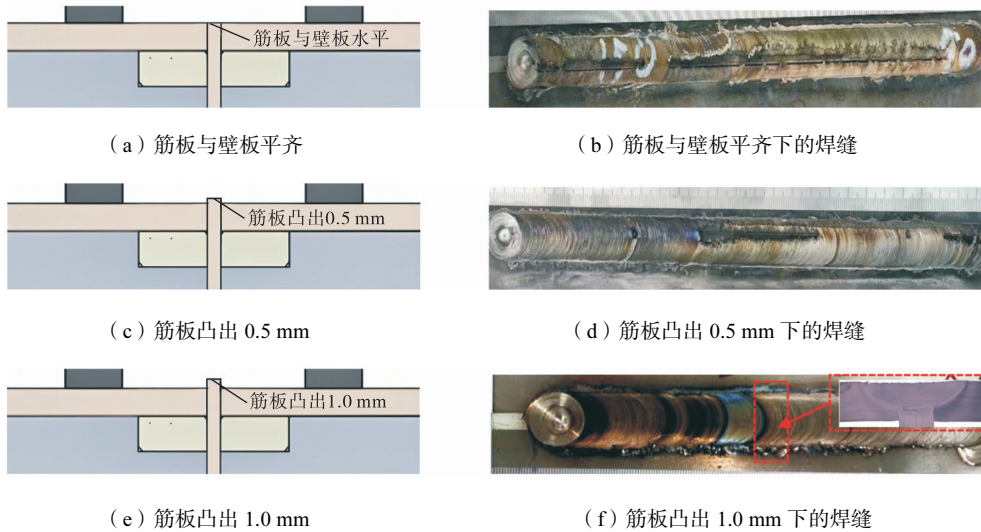 筋板与壁板水平
（a）筋板与壁板平齐
（b）筋板与壁板平齐下的焊缝
筋板凸出0.5 mm
（c）筋板凸出 0.5 mm
（d）筋板凸出 0.5 mm 下的焊缝
筋板凸出1.0 mm
（e）筋板凸出 1.0 mm
（f）筋板凸出 1.0 mm 下的焊缝